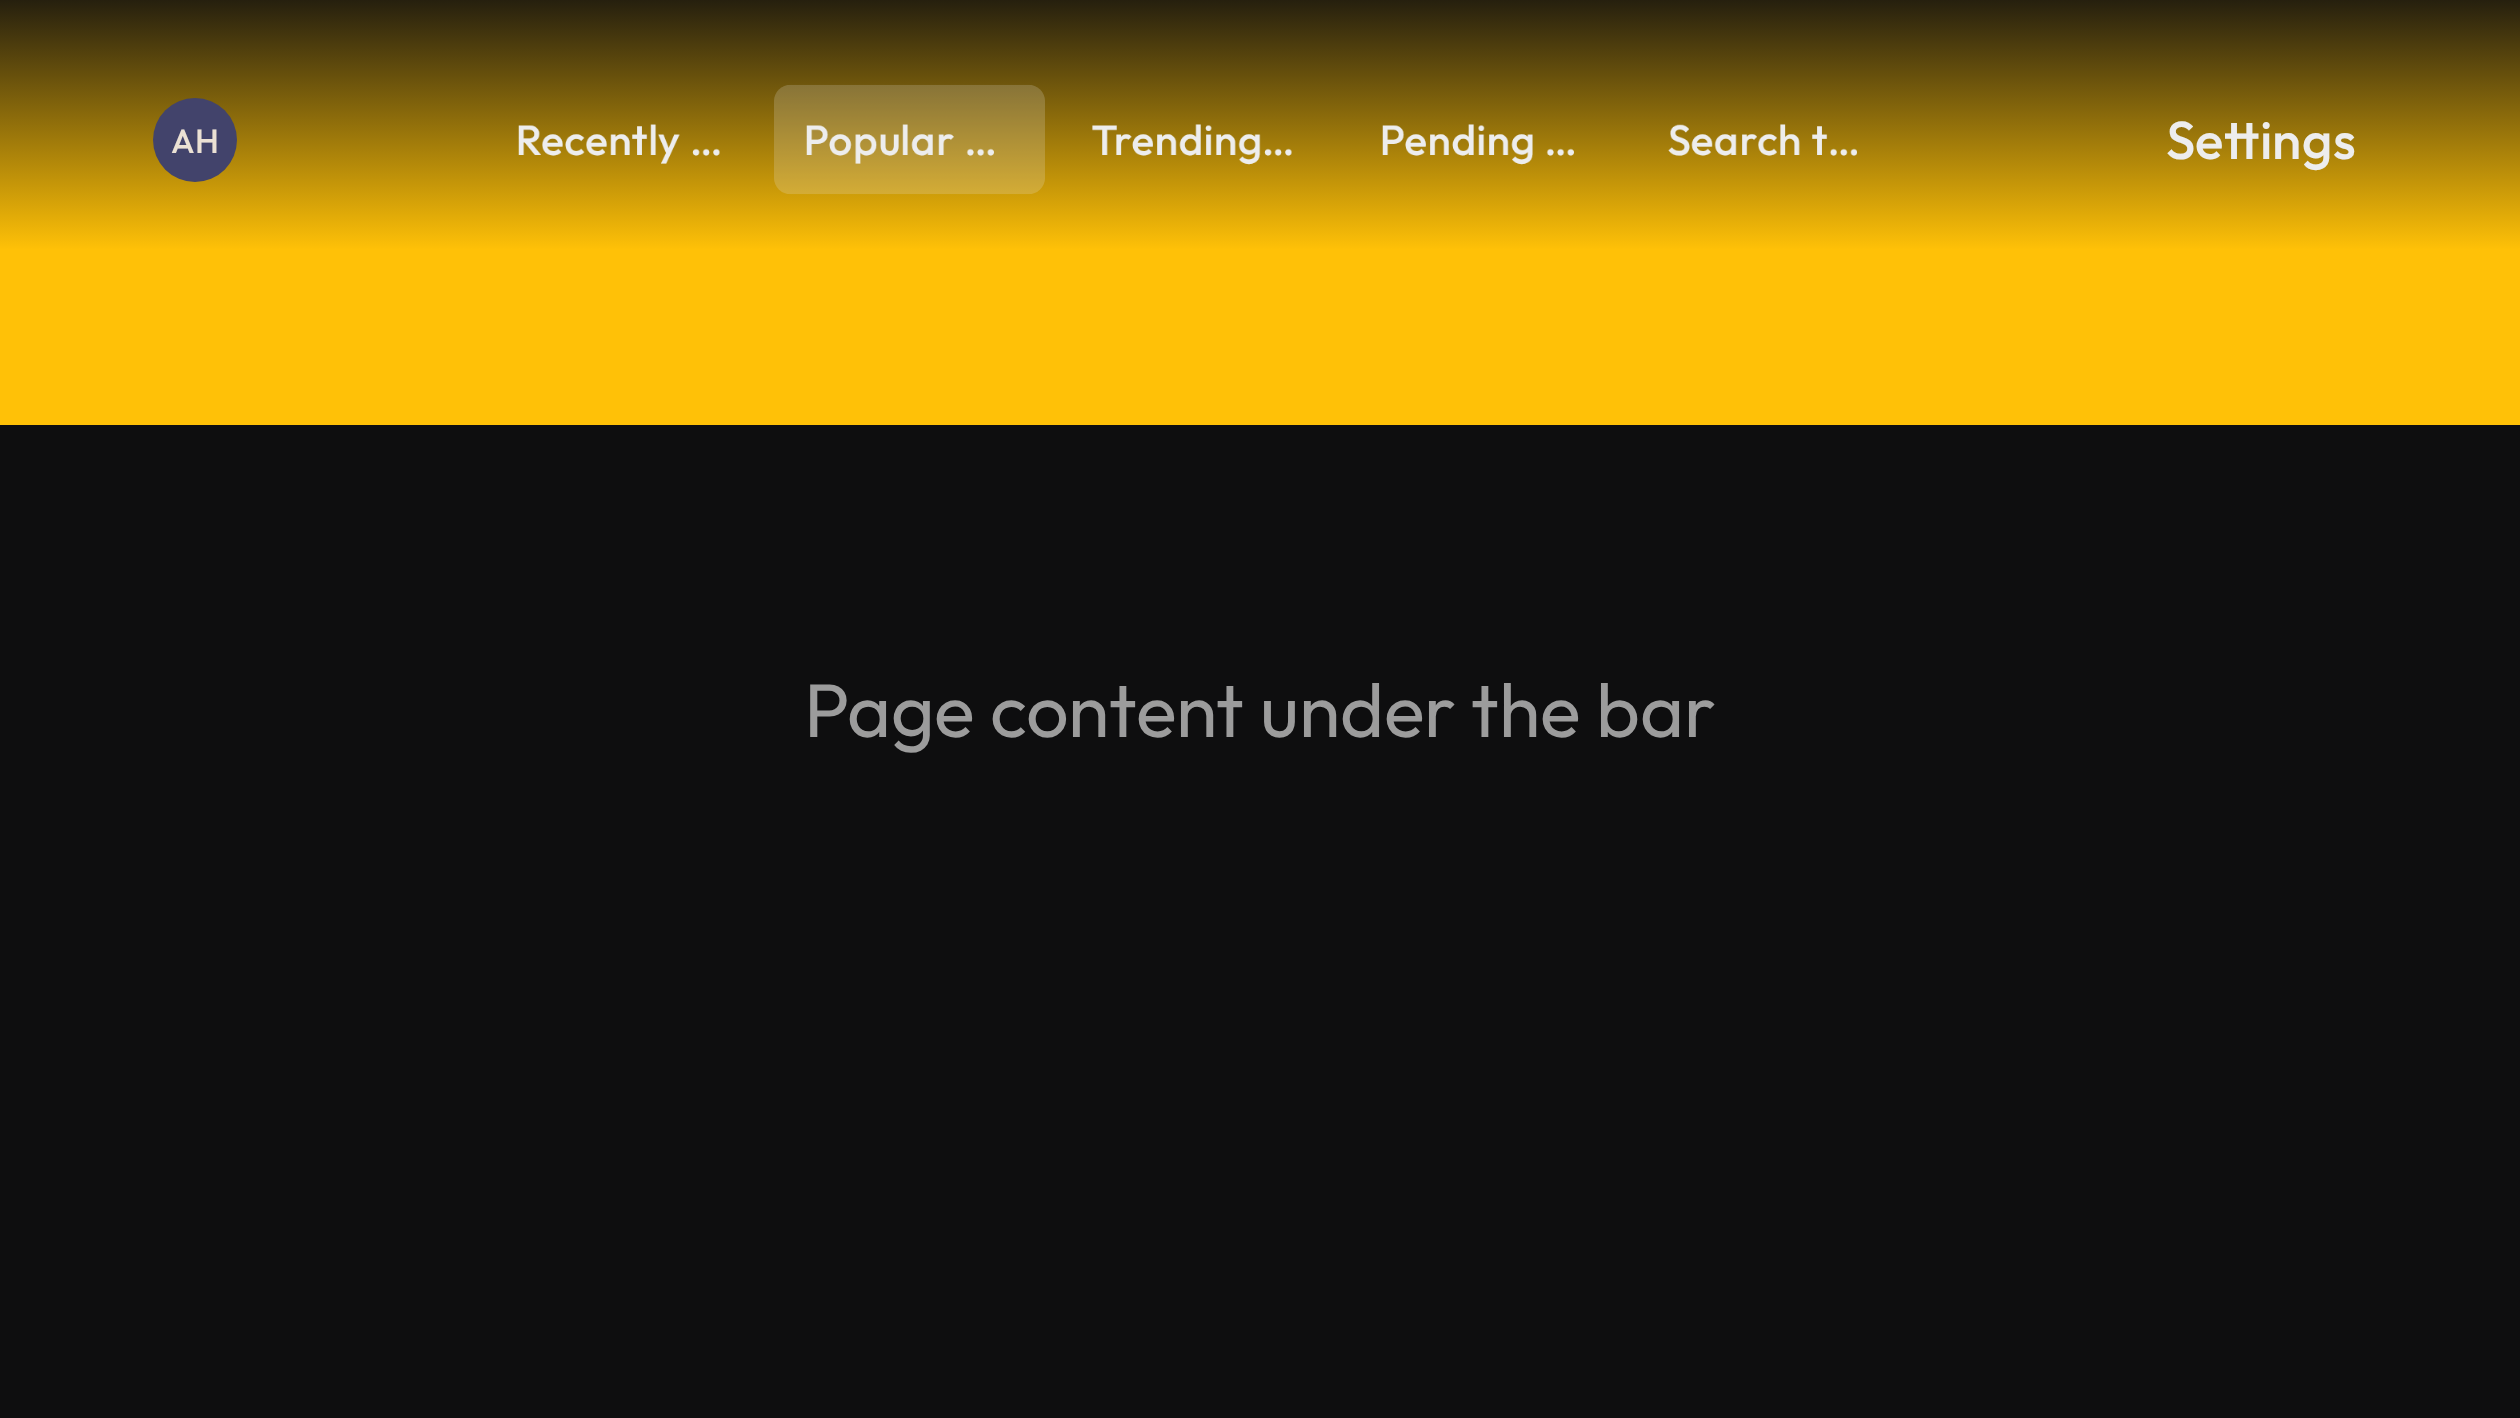 AH
Recently ...
Popular ...
Trending...
Pending ...
Search t...
Settings
Page content under the bar